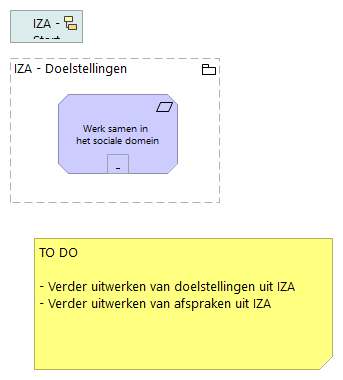 IZA -
Start
IZA - Doelstellingen
Werk samen in
het sociale domein
-
TO DO
- Verder uitwerken van doelstellingen uit IZA
- Verder uitwerken van afspraken uit IZA